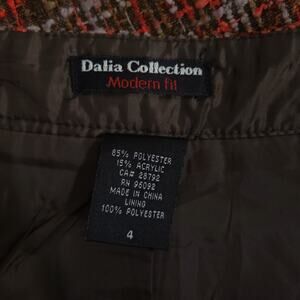 Dalia Collection
Modern fit
85% POLYESTER
15% ACRYLIC
CA# 28792
RN 96092
MADE IN CHINA
LINING
100% POLYESTER
4